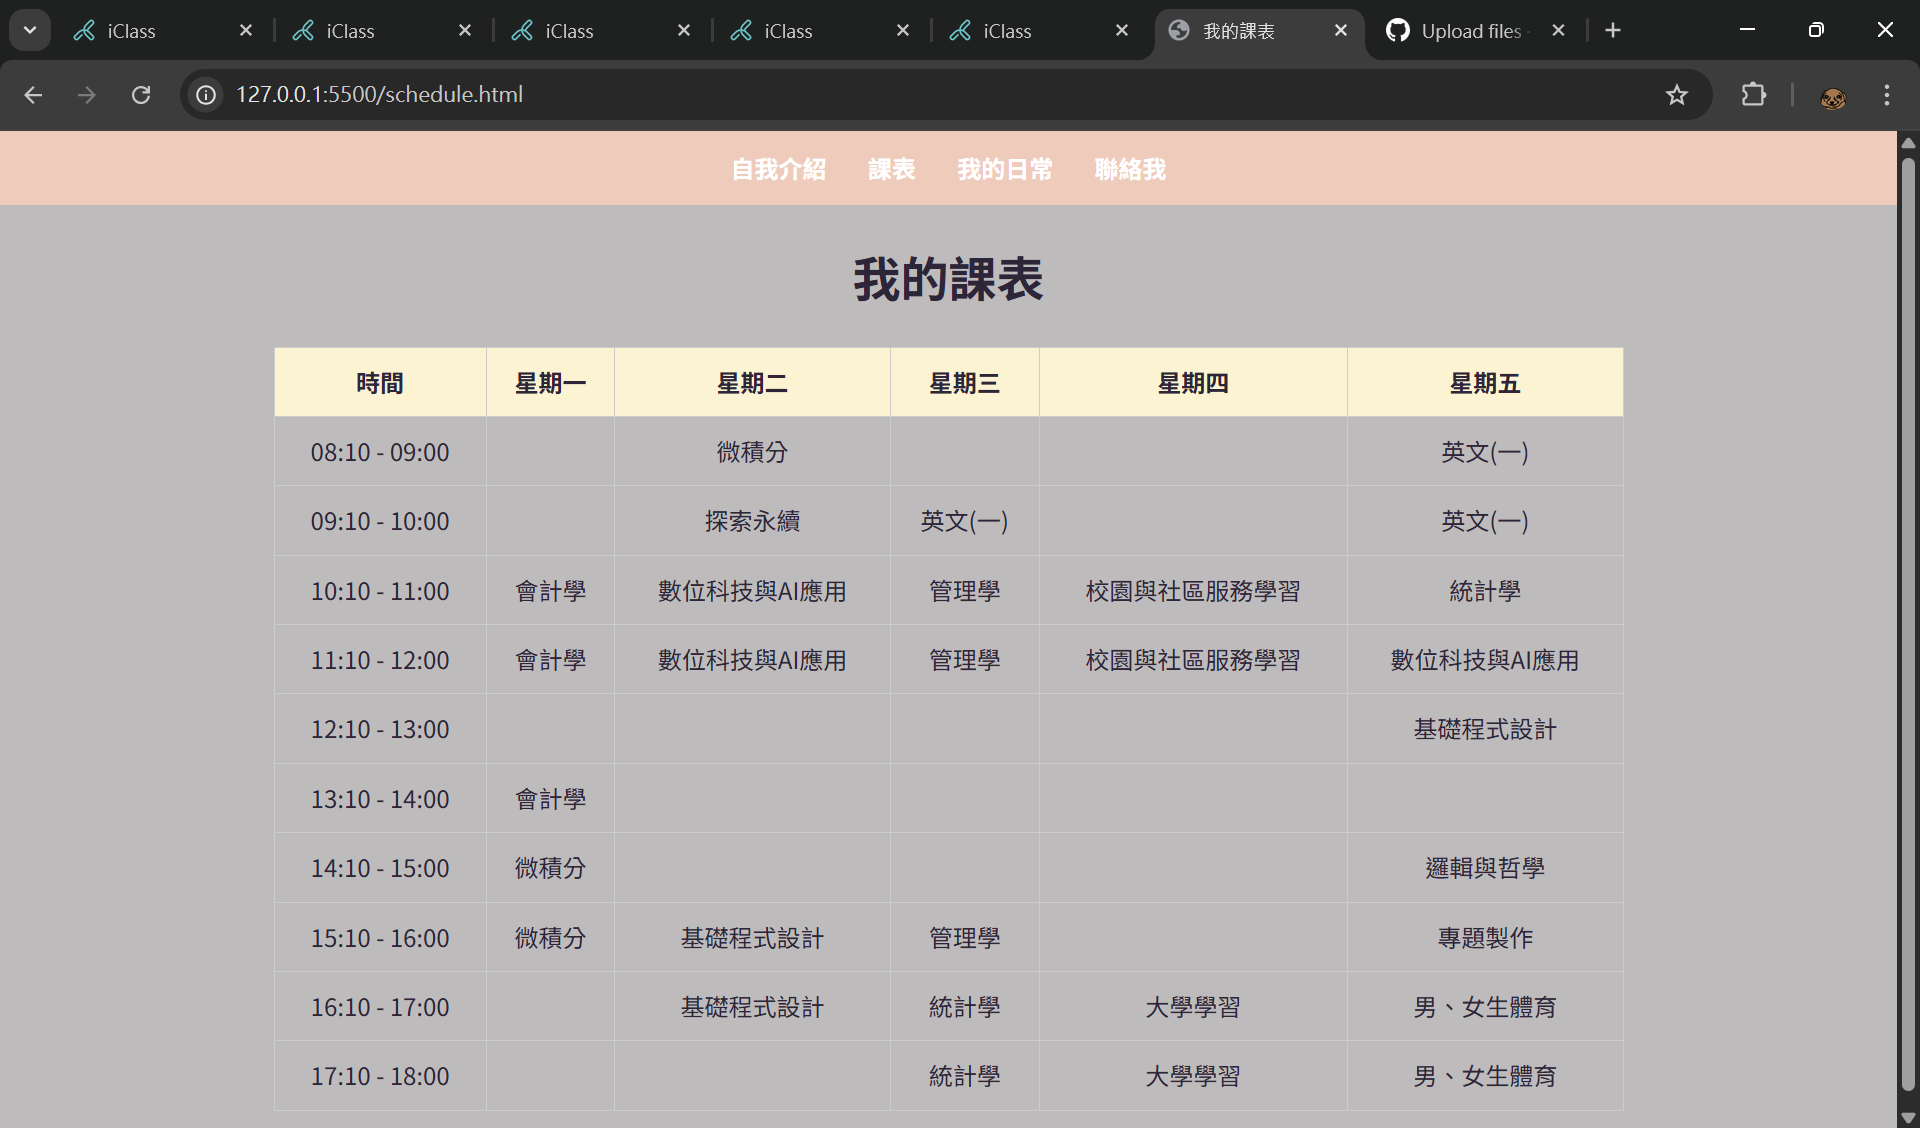 iClass iClass iClass iClass iClass 我的課表 Upload files
127.0.0.1:5500/schedule.html
自我介紹 課表 我的日常 聯絡我
我的課表
時間 星期一 星期二 星期三 星期四 星期五
08:10 - 09:00 微積分 英文(一)
09:10 - 10:00 探索永續 英文(一) 英文(一)
10:10 - 11:00 會計學 數位科技與AI應用 管理學 校園與社區服務學習 統計學
11:10 - 12:00 會計學 數位科技與AI應用 管理學 校園與社區服務學習 數位科技與AI應用
12:10 - 13:00 基礎程式設計
13:10 - 14:00 會計學
14:10 - 15:00 微積分 邏輯與哲學
15:10 - 16:00 微積分 基礎程式設計 管理學 專題製作
16:10 - 17:00 基礎程式設計 統計學 大學學習 男、女生體育
17:10 - 18:00 統計學 大學學習 男、女生體育